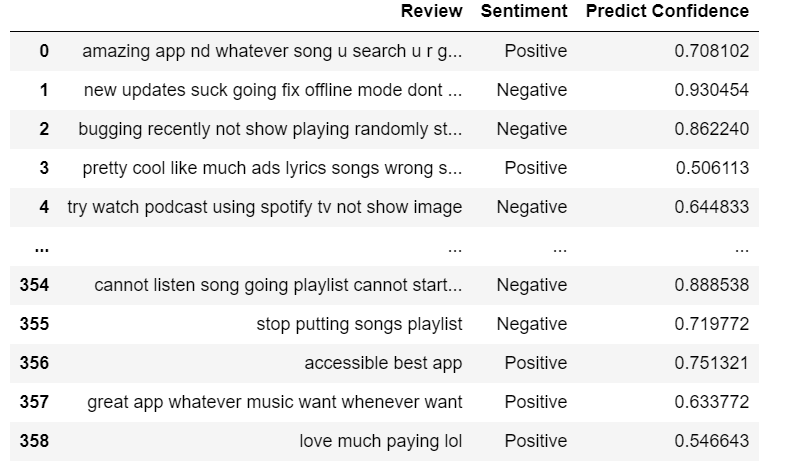 Review Sentiment Predict Confidence
0 amazing app nd whatever song u search u r g... Positive 0.708102
1 new updates suck going fix offline mode dont ... Negative 0.930454
2 bugging recently not show playing randomly st... Negative 0.862240
3 pretty cool like much ads lyrics songs wrong s... Positive 0.506113
4 try watch podcast using spotify tv not show image Negative 0.644833
... ... ... ...
354 cannot listen song going playlist cannot start... Negative 0.888538
355 stop putting songs playlist Negative 0.719772
356 accessible best app Positive 0.751321
357 great app whatever music want whenever want Positive 0.633772
358 love much paying lol Positive 0.546643